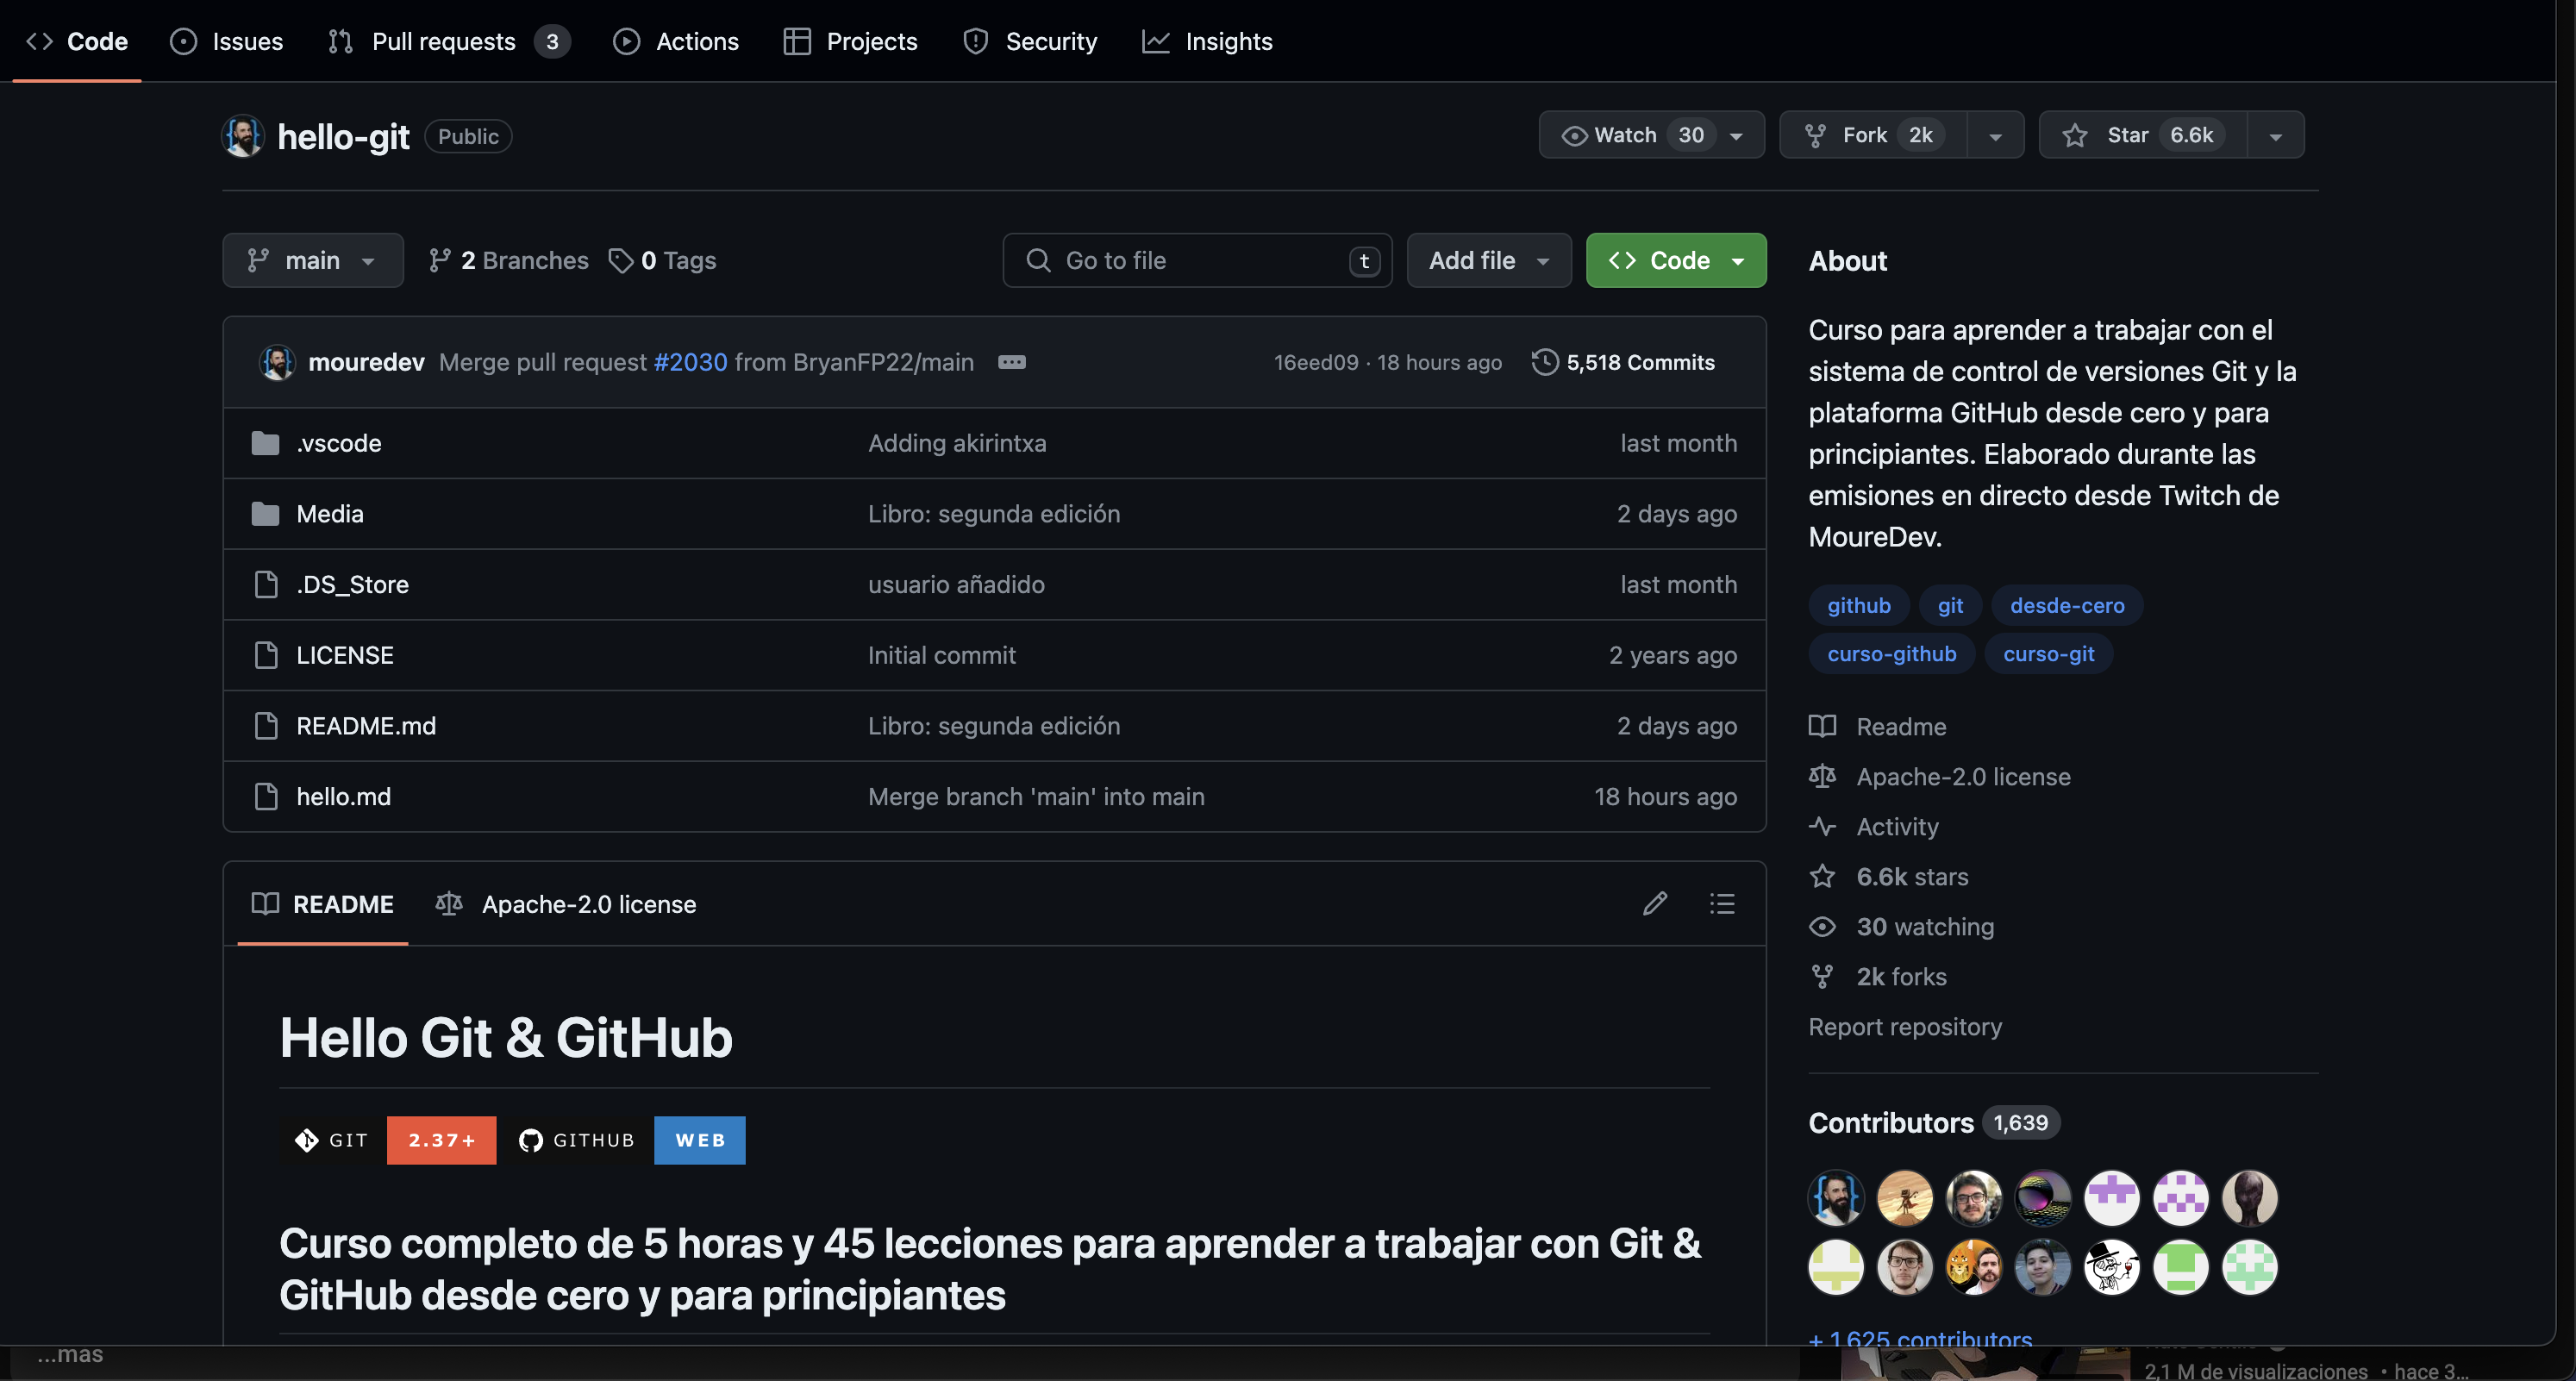 Code Issues Pull requests 3 Actions Projects Security Insights
hello-git Public Watch 30 Fork 2k Star 6.6k
main 2 Branches 0 Tags Go to file t Add file Code
mouredev Merge pull request #2030 from BryanFP22/main 16eed09 · 18 hours ago 5,518 Commits
.vscode Adding akirintxa last month
Media Libro: segunda edición 2 days ago
.DS_Store usuario añadido last month
LICENSE Initial commit 2 years ago
README.md Libro: segunda edición 2 days ago
hello.md Merge branch 'main' into main 18 hours ago
README Apache-2.0 license
Hello Git & GitHub
GIT 2.37+ GITHUB WEB
Curso completo de 5 horas y 45 lecciones para aprender a trabajar con Git &
GitHub desde cero y para principiantes
About
Curso para aprender a trabajar con el
sistema de control de versiones Git y la
plataforma GitHub desde cero y para
principiantes. Elaborado durante las
emisiones en directo desde Twitch de
MoureDev.
github git desde-cero
curso-github curso-git
Readme
Apache-2.0 license
Activity
6.6k stars
30 watching
2k forks
Report repository
Contributors 1,639
+ 1,625 contributors
...más
2,1 M de visualizaciones • hace 3...